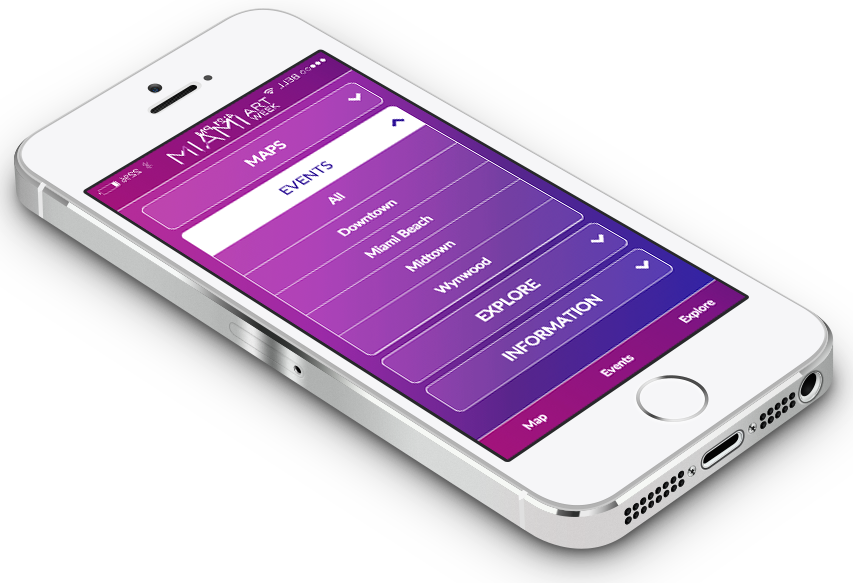 BELL
MIAMI ART
WEEK
MAPS
EVENTS
All
Downtown
Miami Beach
Midtown
Wynwood
EXPLORE
INFORMATION
Map
Events
Explore